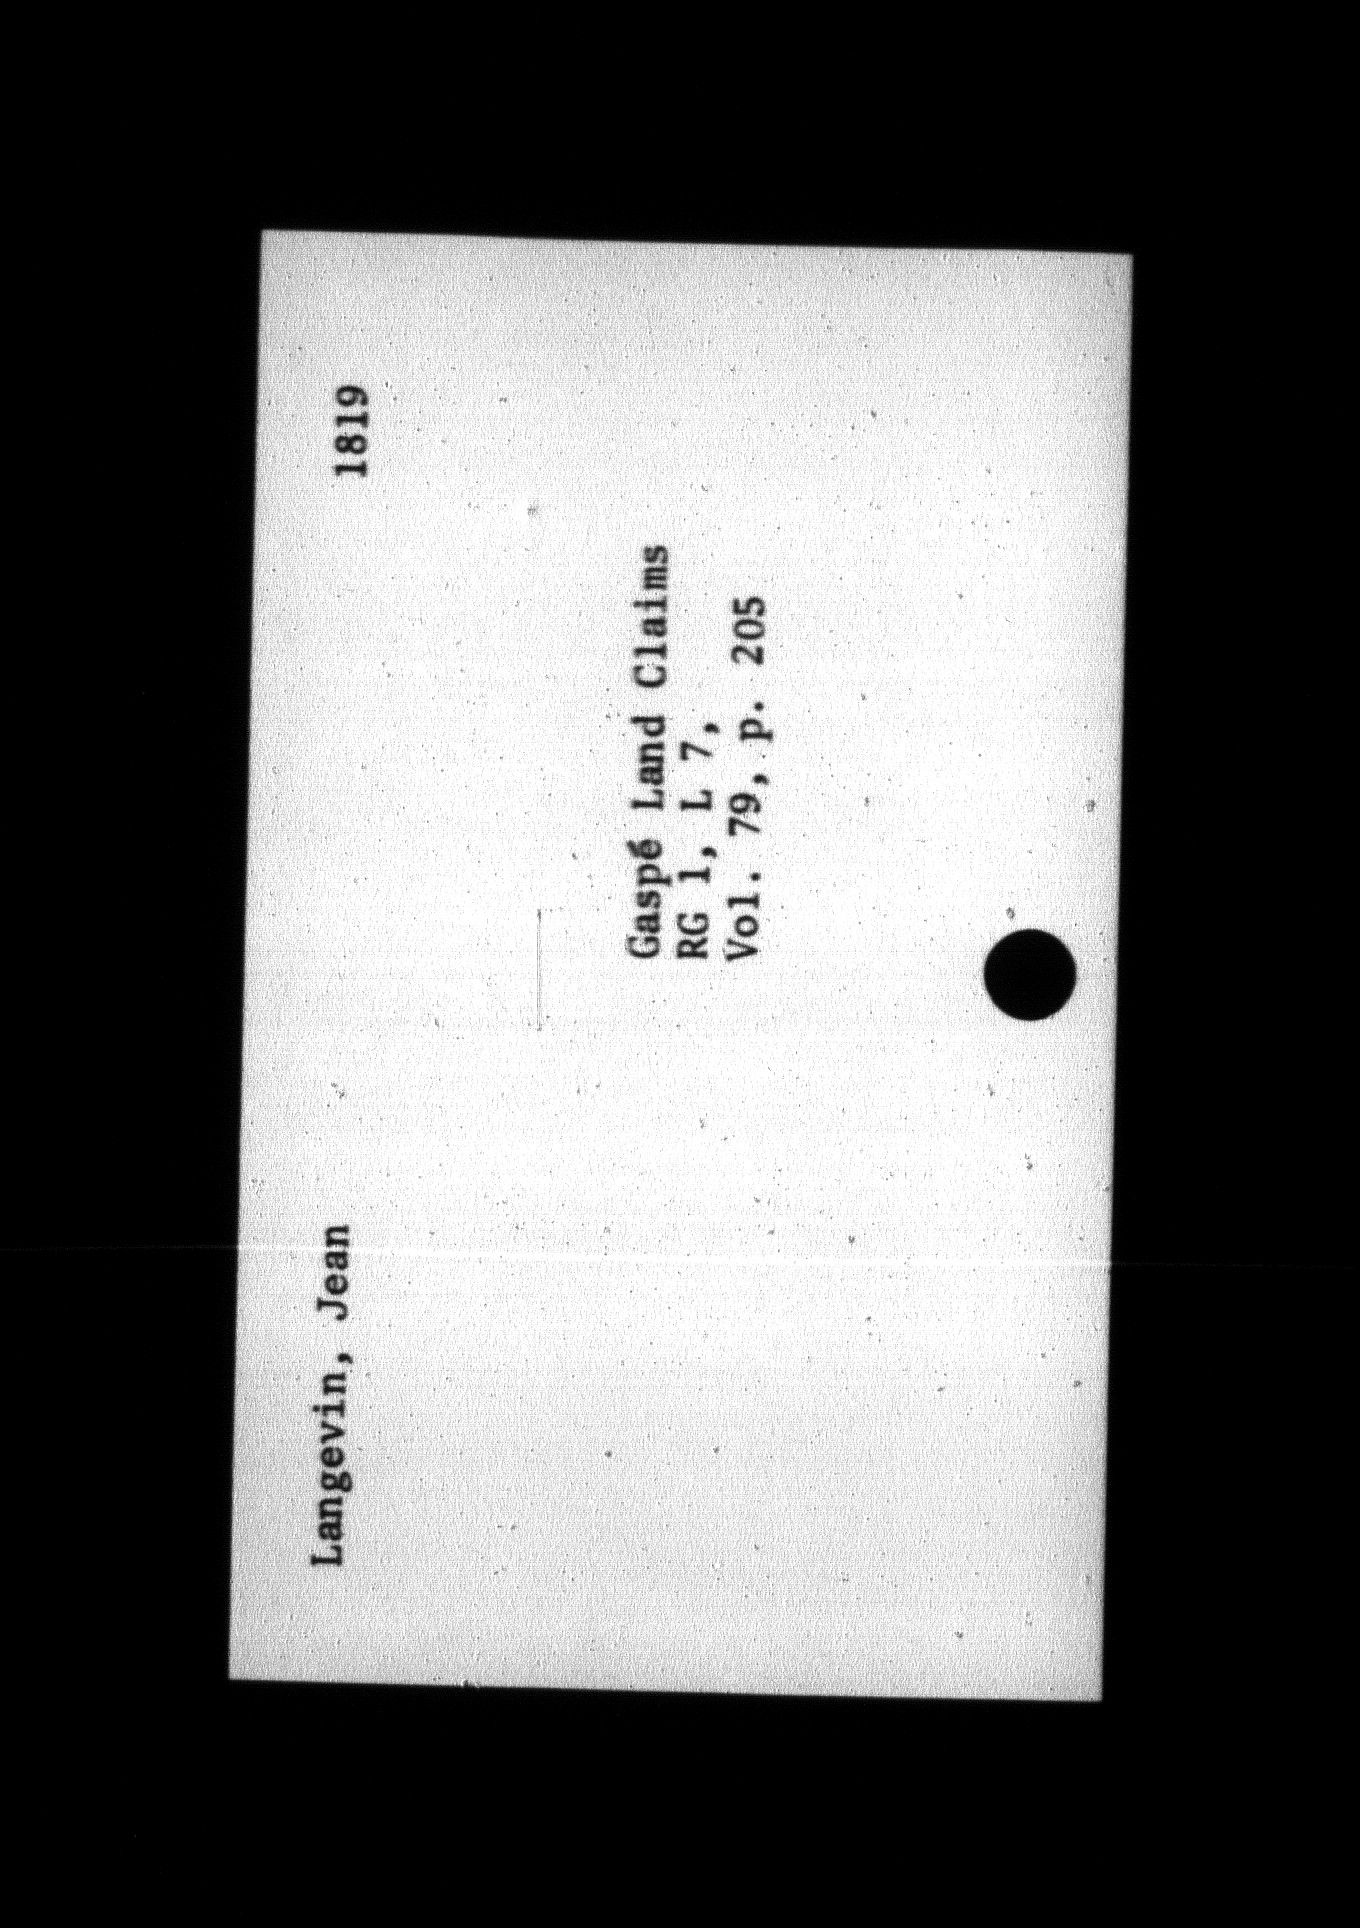 Langevin, Jean 1819
Gaspé Land Claims
RG 1, L 7,
Vol. 79, p. 205